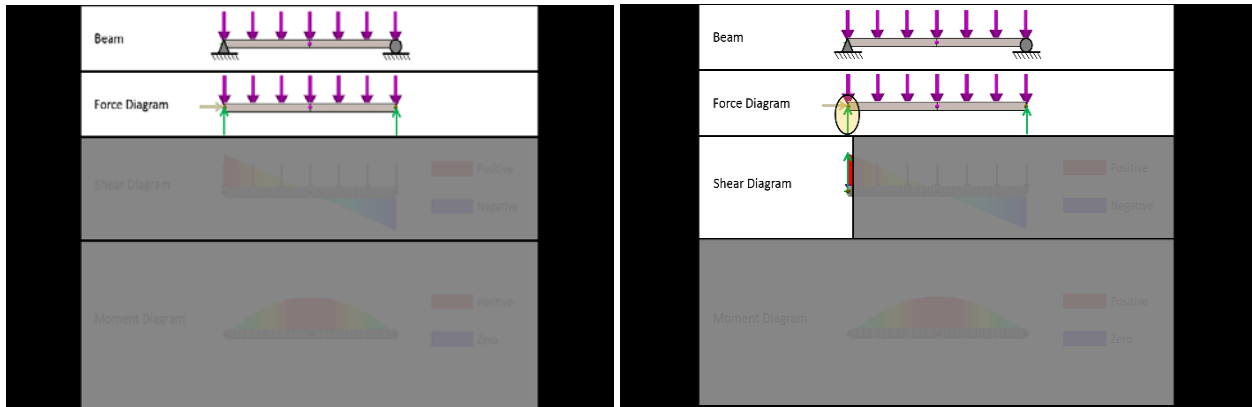 Beam
Force Diagram
Shear Diagram
Positive
Negative
Moment Diagram
Positive
Zero
Beam
Force Diagram
Shear Diagram
Positive
Negative
Moment Diagram
Positive
Zero